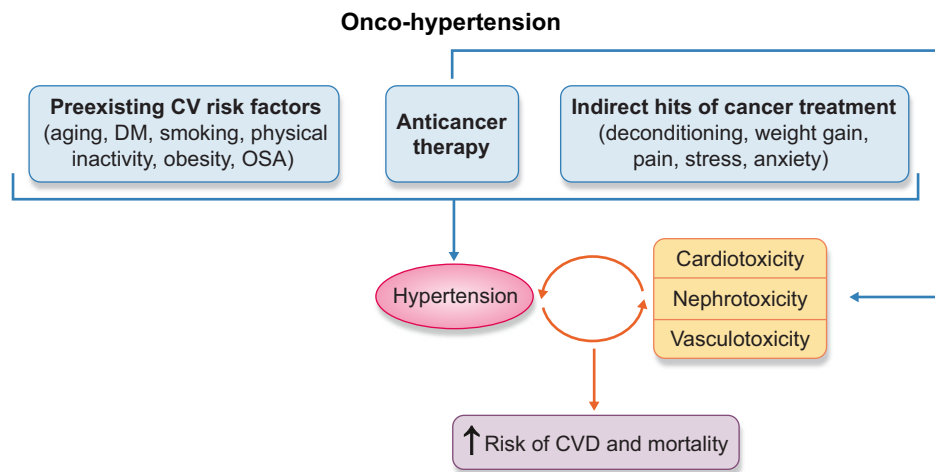 Onco-hypertension
Preexisting CV risk factors
(aging, DM, smoking, physical
inactivity, obesity, OSA)
Anticancer
therapy
Indirect hits of cancer treatment
(deconditioning, weight gain,
pain, stress, anxiety)
Hypertension
Cardiotoxicity
Nephrotoxicity
Vasculotoxicity
↑ Risk of CVD and mortality